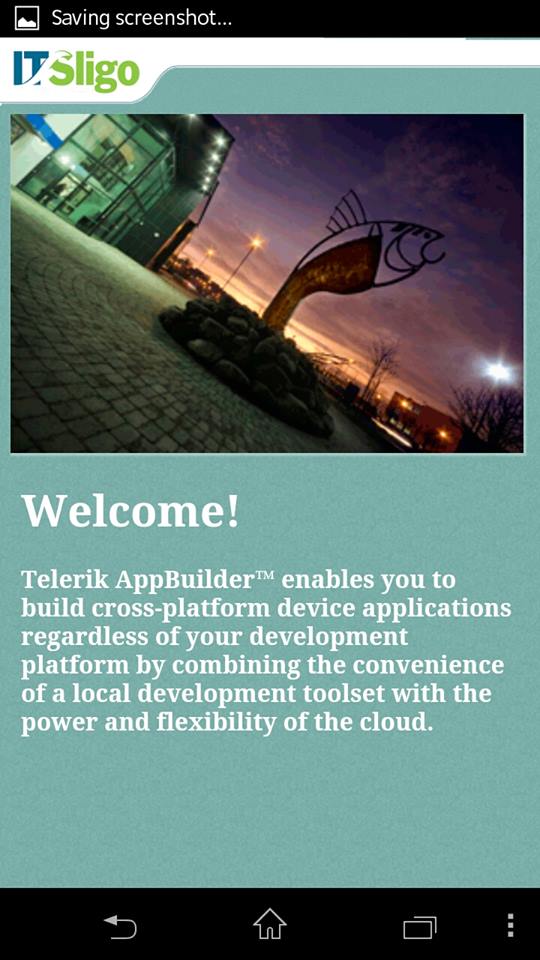 Saving screenshot...
IT Sligo
Welcome!
Telerik AppBuilder™ enables you to
build cross-platform device applications
regardless of your development
platform by combining the convenience
of a local development toolset with the
power and flexibility of the cloud.